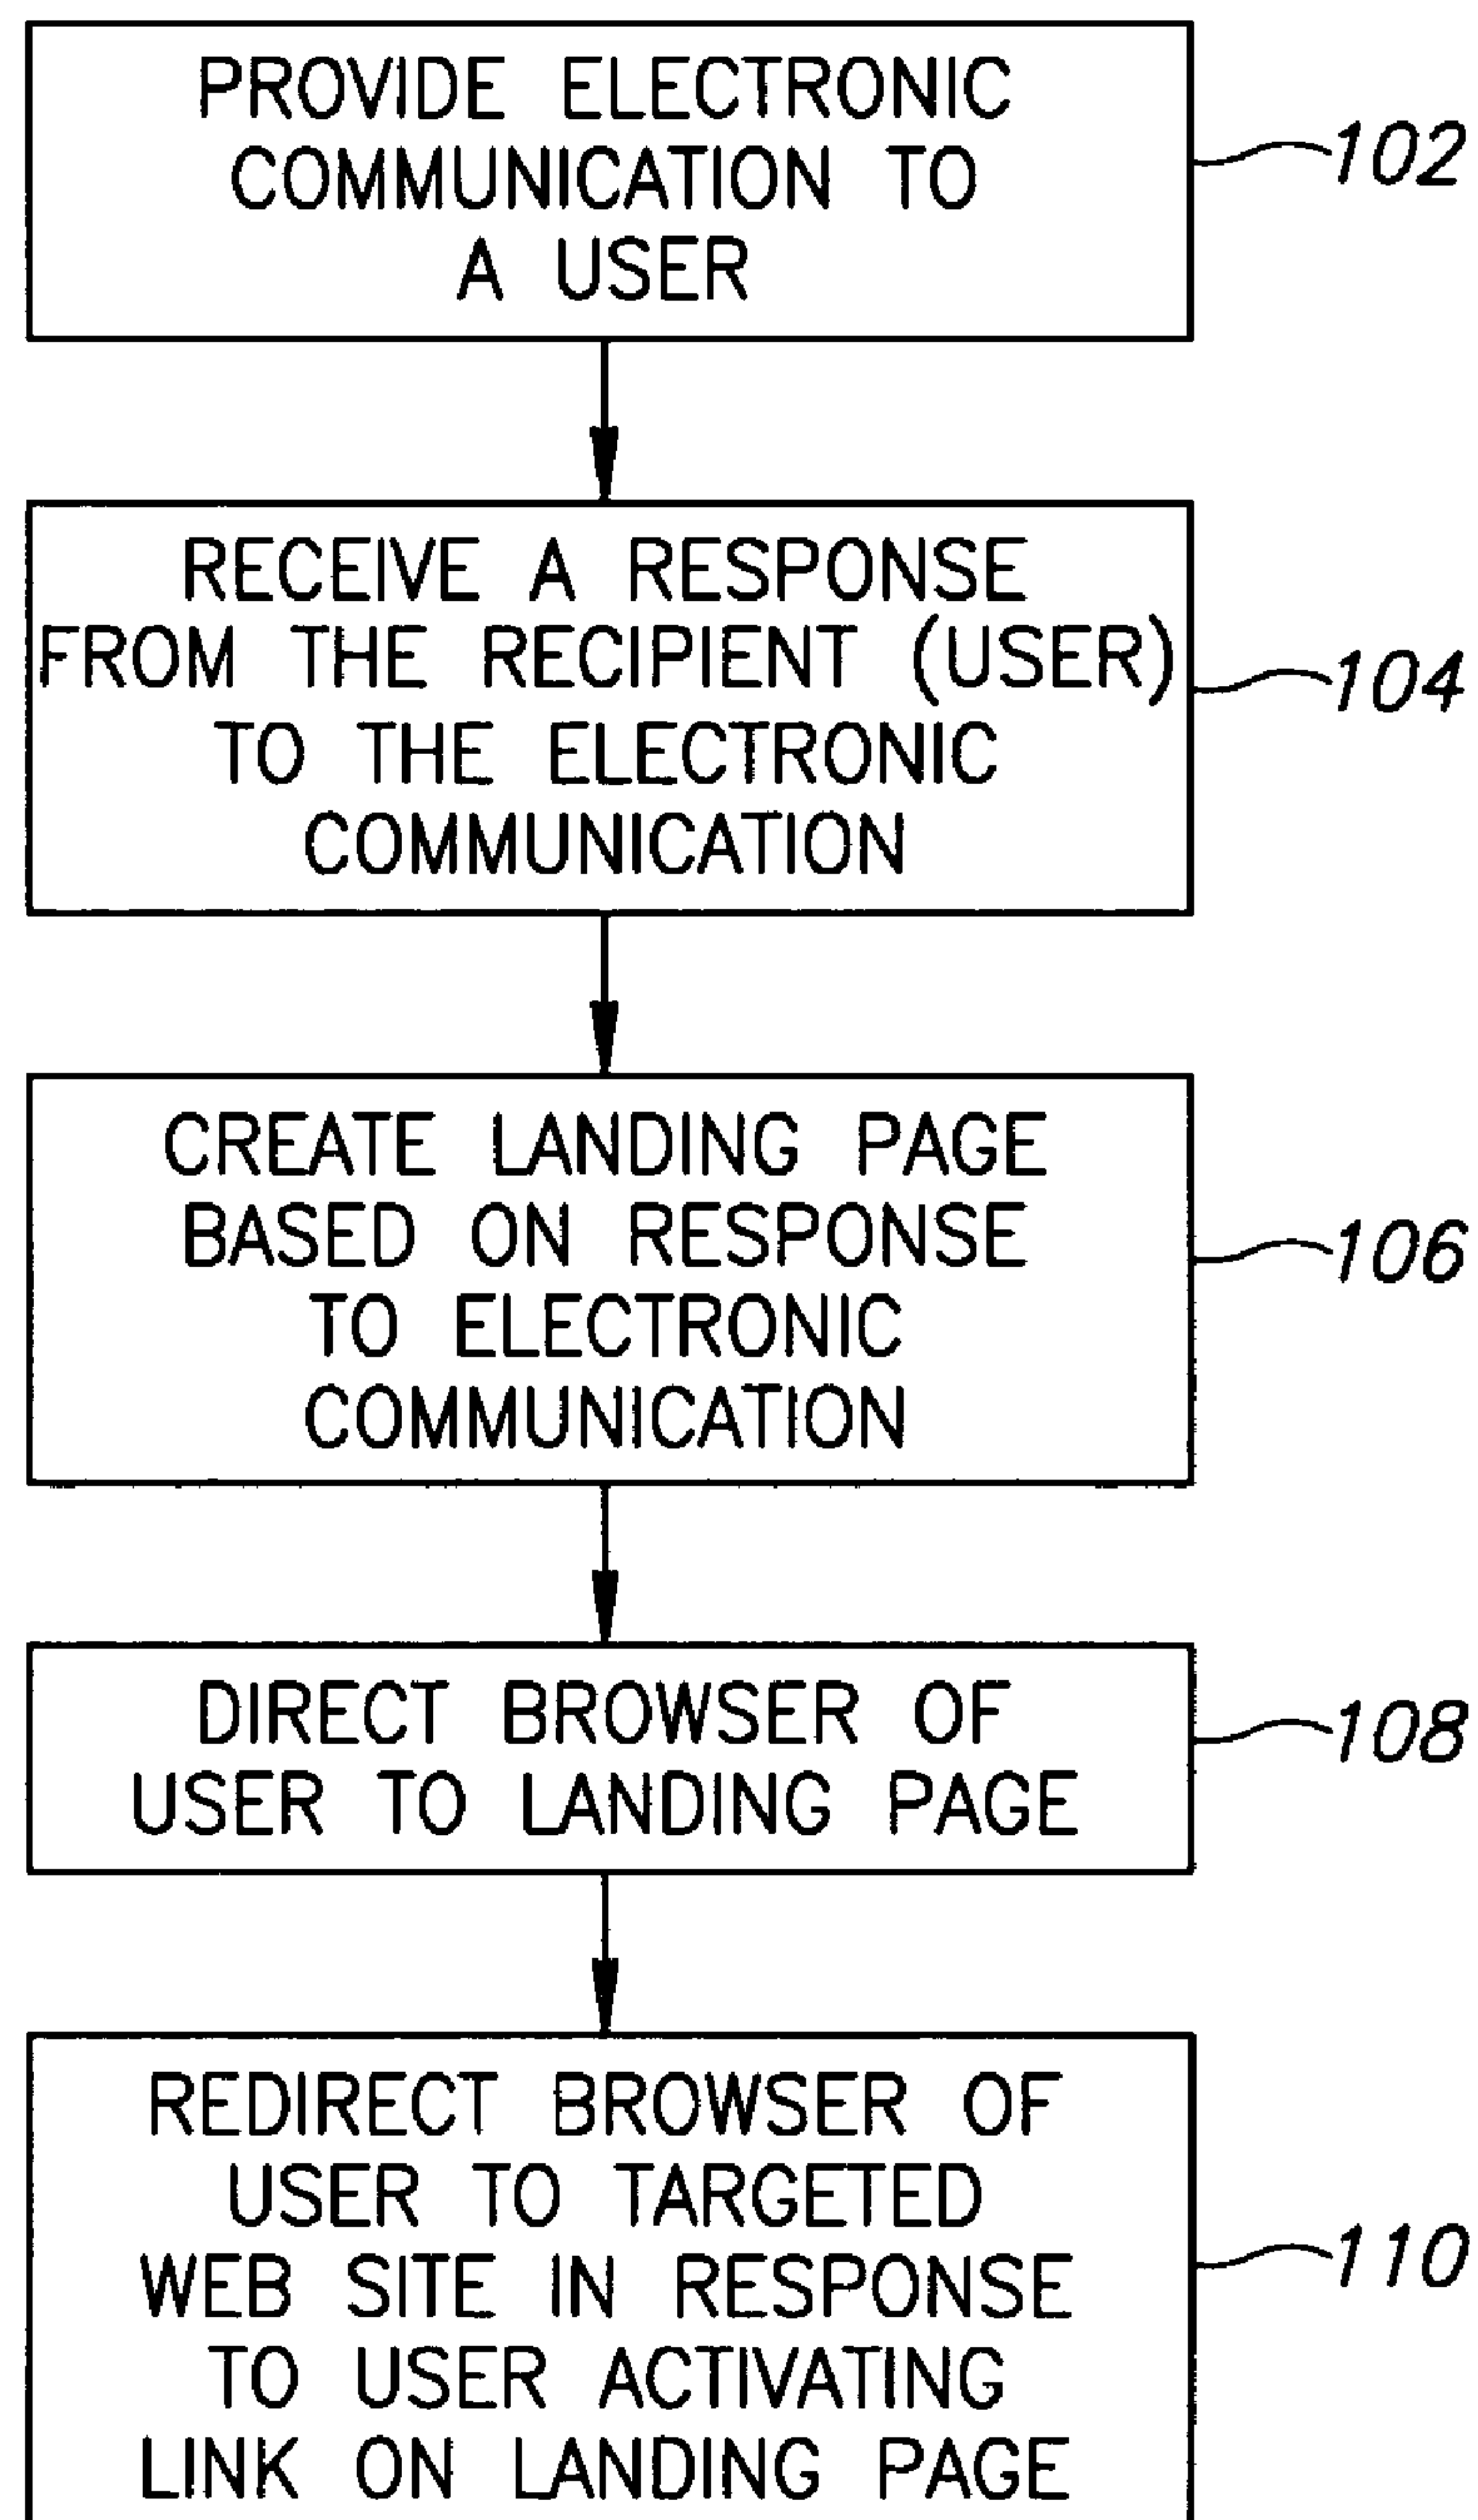 PROVIDE ELECTRONIC
COMMUNICATION TO
A USER
102
RECEIVE A RESPONSE
FROM THE RECIPIENT (USER)
TO THE ELECTRONIC
COMMUNICATION
104
CREATE LANDING PAGE
BASED ON RESPONSE
TO ELECTRONIC
COMMUNICATION
106
DIRECT BROWSER OF
USER TO LANDING PAGE
108
REDIRECT BROWSER OF
USER TO TARGETED
WEB SITE IN RESPONSE
TO USER ACTIVATING
LINK ON LANDING PAGE
110